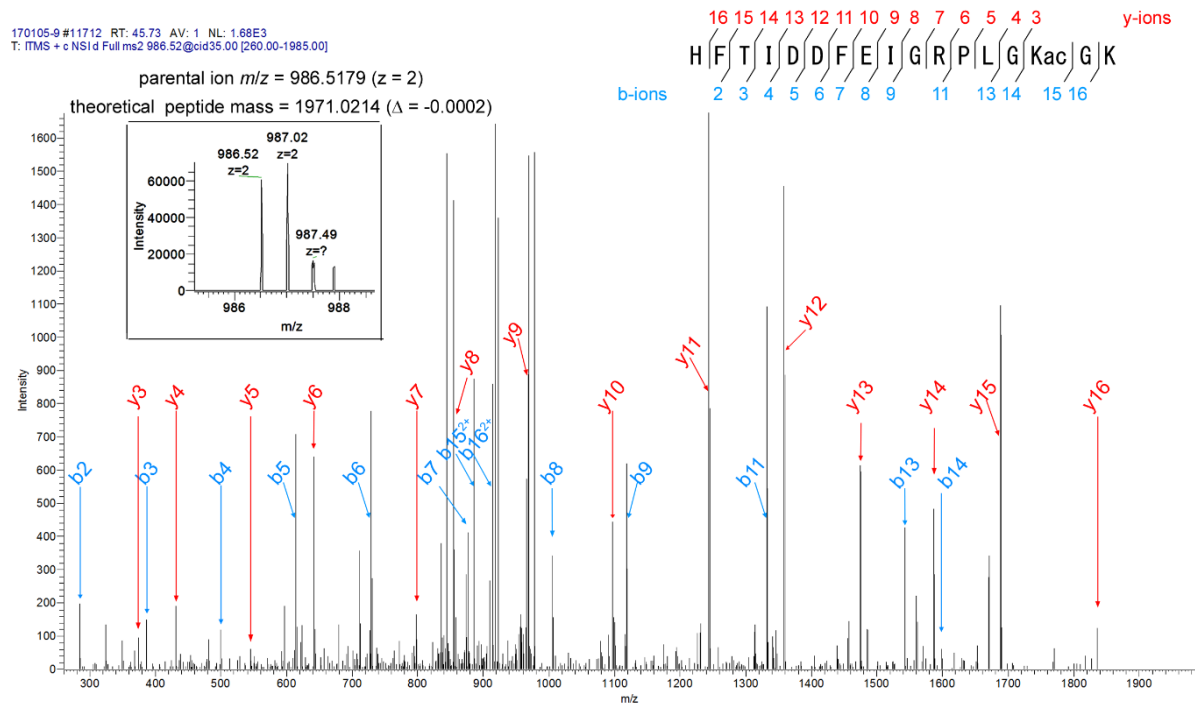 170105-9 #11712 RT: 45.73 AV: 1 NL: 1.68E3
T: ITMS + c NSI d Full ms2 986.52@cid35.00 [260.00-1985.00]
parental ion m/z = 986.5179 (z = 2)
theoretical peptide mass = 1971.0214 (Δ = -0.0002)
16 15 14 13 12 11 10 9 8 7 6 5 4 3 y-ions
H F T I D D F E I G R P L G Kac G K
b-ions 2 3 4 5 6 7 8 9 11 13 14 15 16
987.02
z=2
986.52
z=2
987.49
z=?
60000
40000
20000
0
Intensity
986 988
m/z
1600
1500
1400
1300
1200
1100
1000
900
800
700
600
500
400
300
200
100
0
Intensity
y3 y4 y5 y6 y7 y8 y9 y10 y11 y12 y13 y14 y15 y16
b2 b3 b4 b5 b6 b7 b15²⁺ b16²⁺ b8 b9 b11 b13 b14
300 400 500 600 700 800 900 1000 1100 1200 1300 1400 1500 1600 1700 1800 1900
m/z